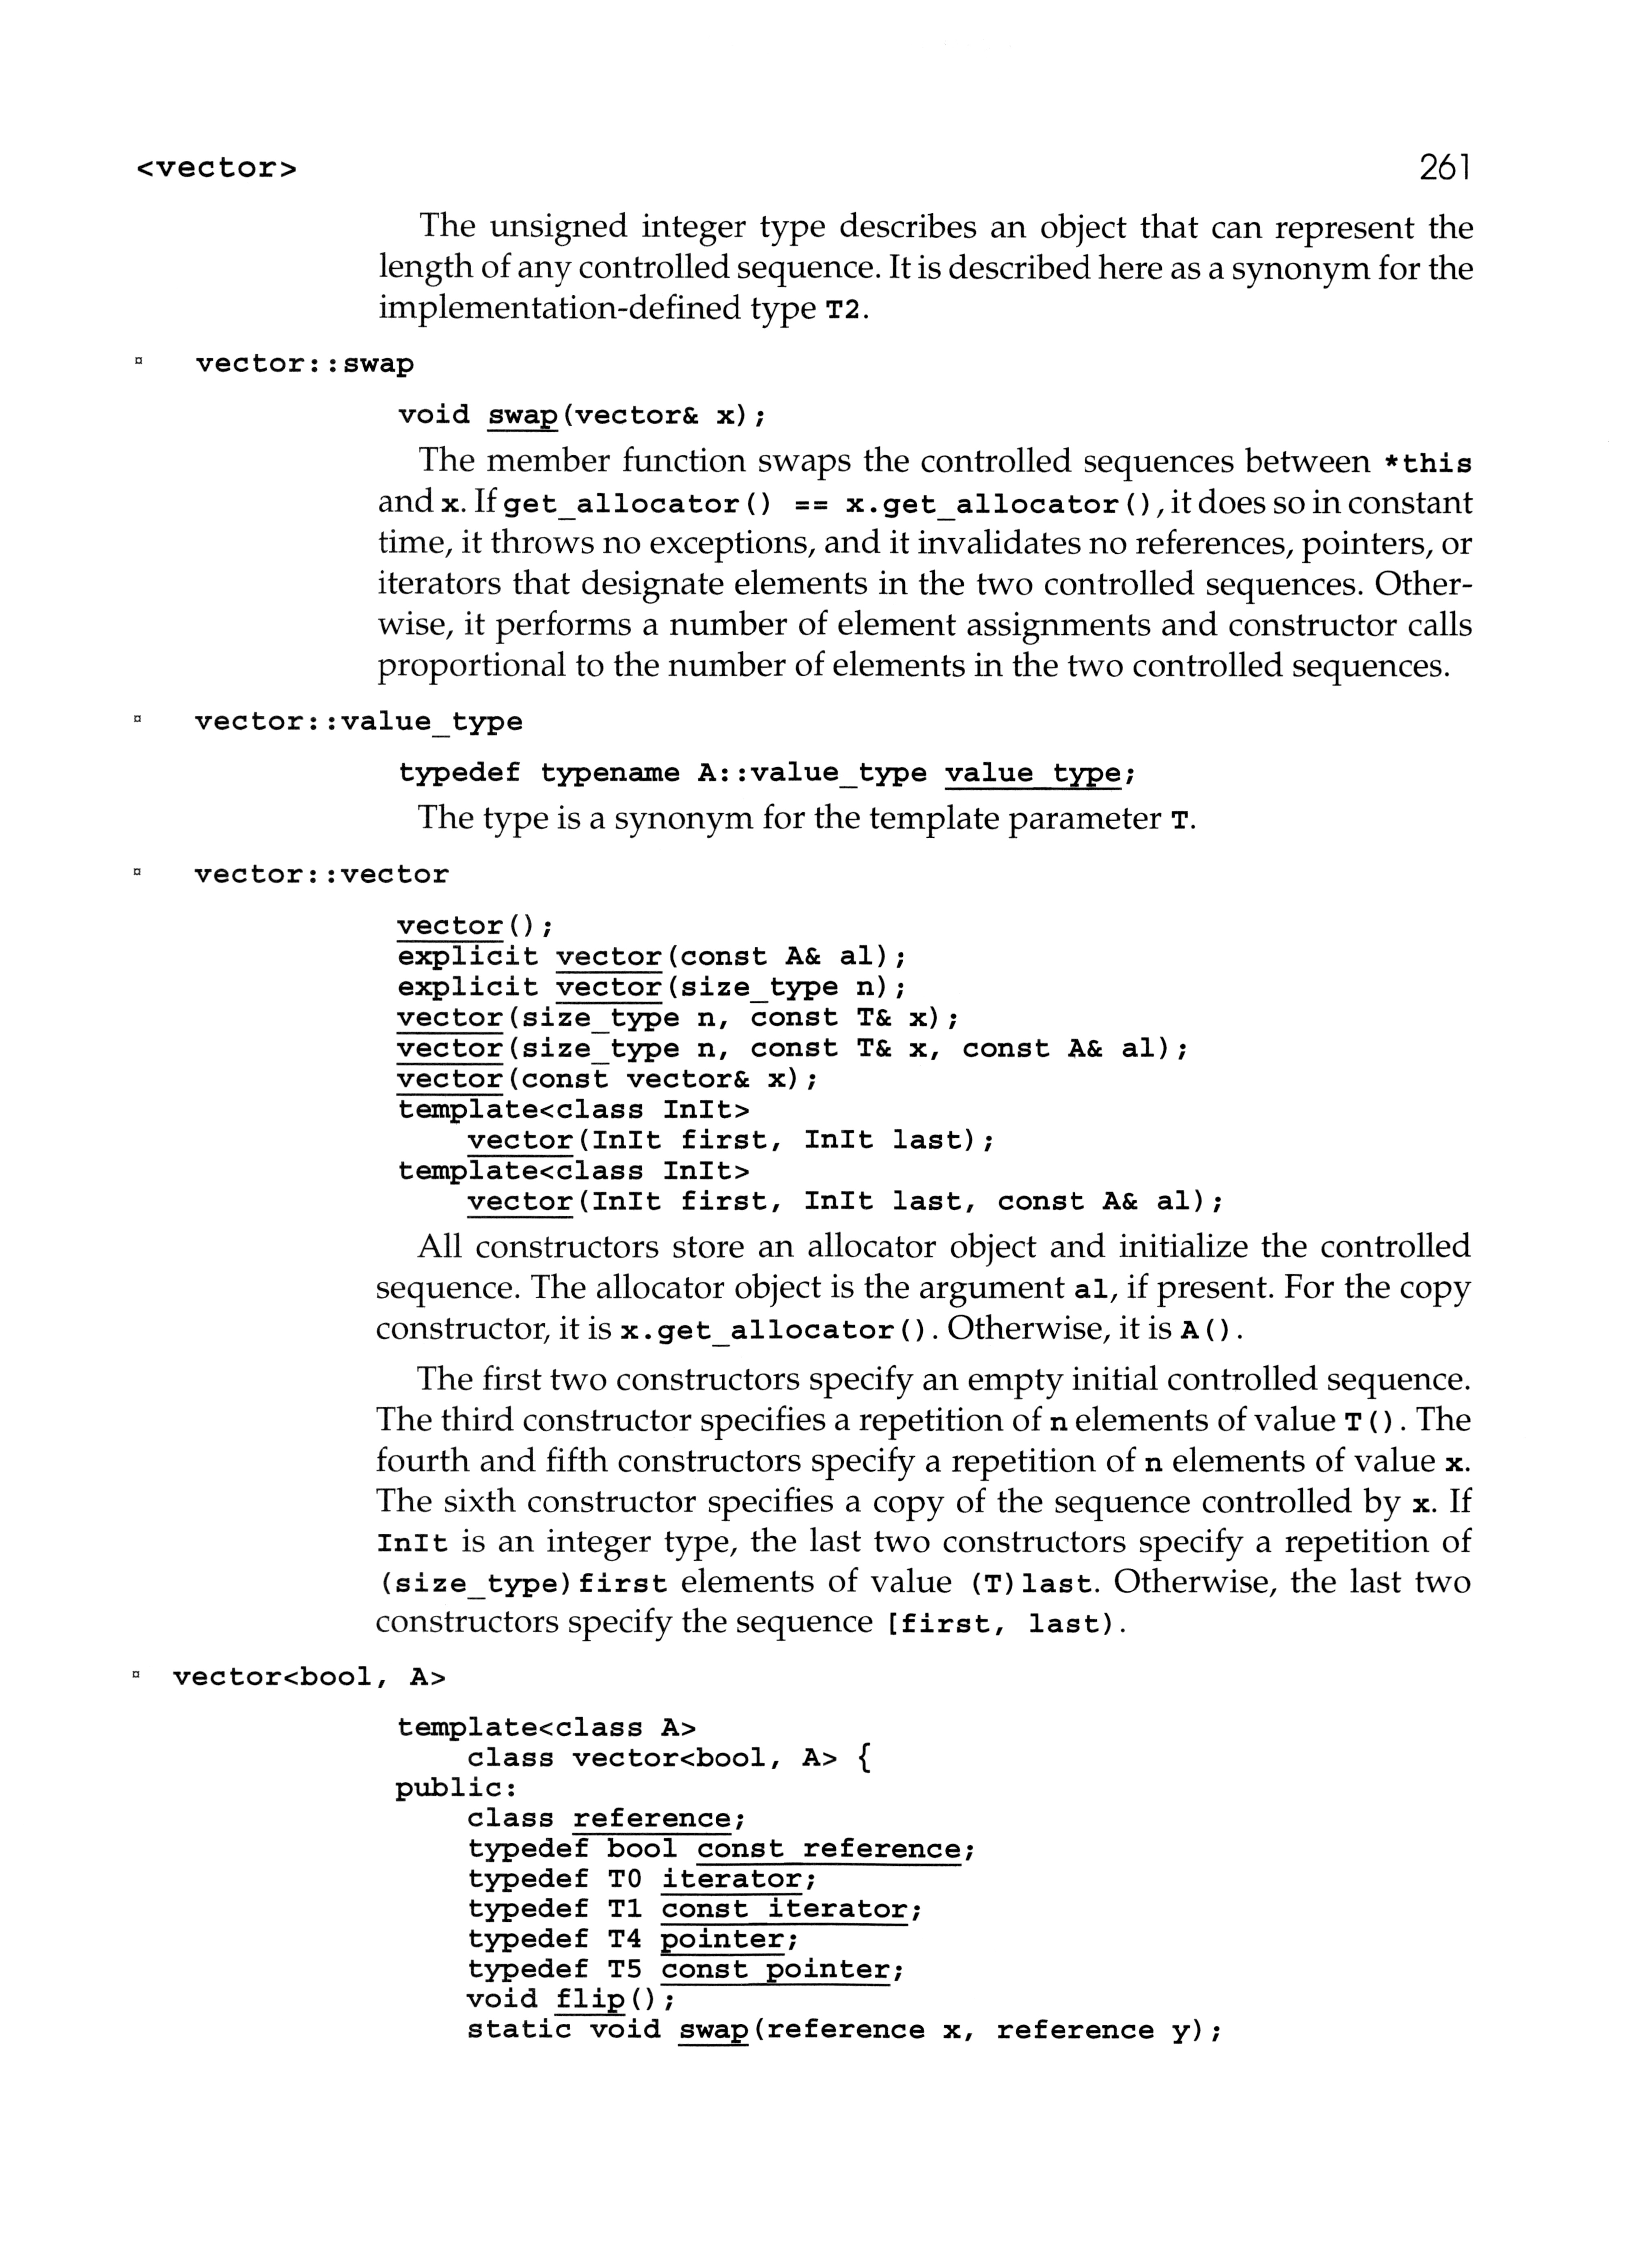 <vector> 261
The unsigned integer type describes an object that can represent the
length of any controlled sequence. It is described here as a synonym for the
implementation-defined type T2.
▫ vector::swap
void swap(vector& x);
The member function swaps the controlled sequences between *this
and x. If get_allocator() == x.get_allocator(), it does so in constant
time, it throws no exceptions, and it invalidates no references, pointers, or
iterators that designate elements in the two controlled sequences. Other-
wise, it performs a number of element assignments and constructor calls
proportional to the number of elements in the two controlled sequences.
▫ vector::value_type
typedef typename A::value_type value_type;
The type is a synonym for the template parameter T.
▫ vector::vector
vector();
explicit vector(const A& al);
explicit vector(size_type n);
vector(size_type n, const T& x);
vector(size_type n, const T& x, const A& al);
vector(const vector& x);
template<class InIt>
vector(InIt first, InIt last);
template<class InIt>
vector(InIt first, InIt last, const A& al);
All constructors store an allocator object and initialize the controlled
sequence. The allocator object is the argument al, if present. For the copy
constructor, it is x.get_allocator(). Otherwise, it is A().
The first two constructors specify an empty initial controlled sequence.
The third constructor specifies a repetition of n elements of value T(). The
fourth and fifth constructors specify a repetition of n elements of value x.
The sixth constructor specifies a copy of the sequence controlled by x. If
InIt is an integer type, the last two constructors specify a repetition of
(size_type)first elements of value (T)last. Otherwise, the last two
constructors specify the sequence [first, last).
▫ vector<bool, A>
template<class A>
class vector<bool, A> {
public:
class reference;
typedef bool const_reference;
typedef T0 iterator;
typedef T1 const_iterator;
typedef T4 pointer;
typedef T5 const_pointer;
void flip();
static void swap(reference x, reference y);